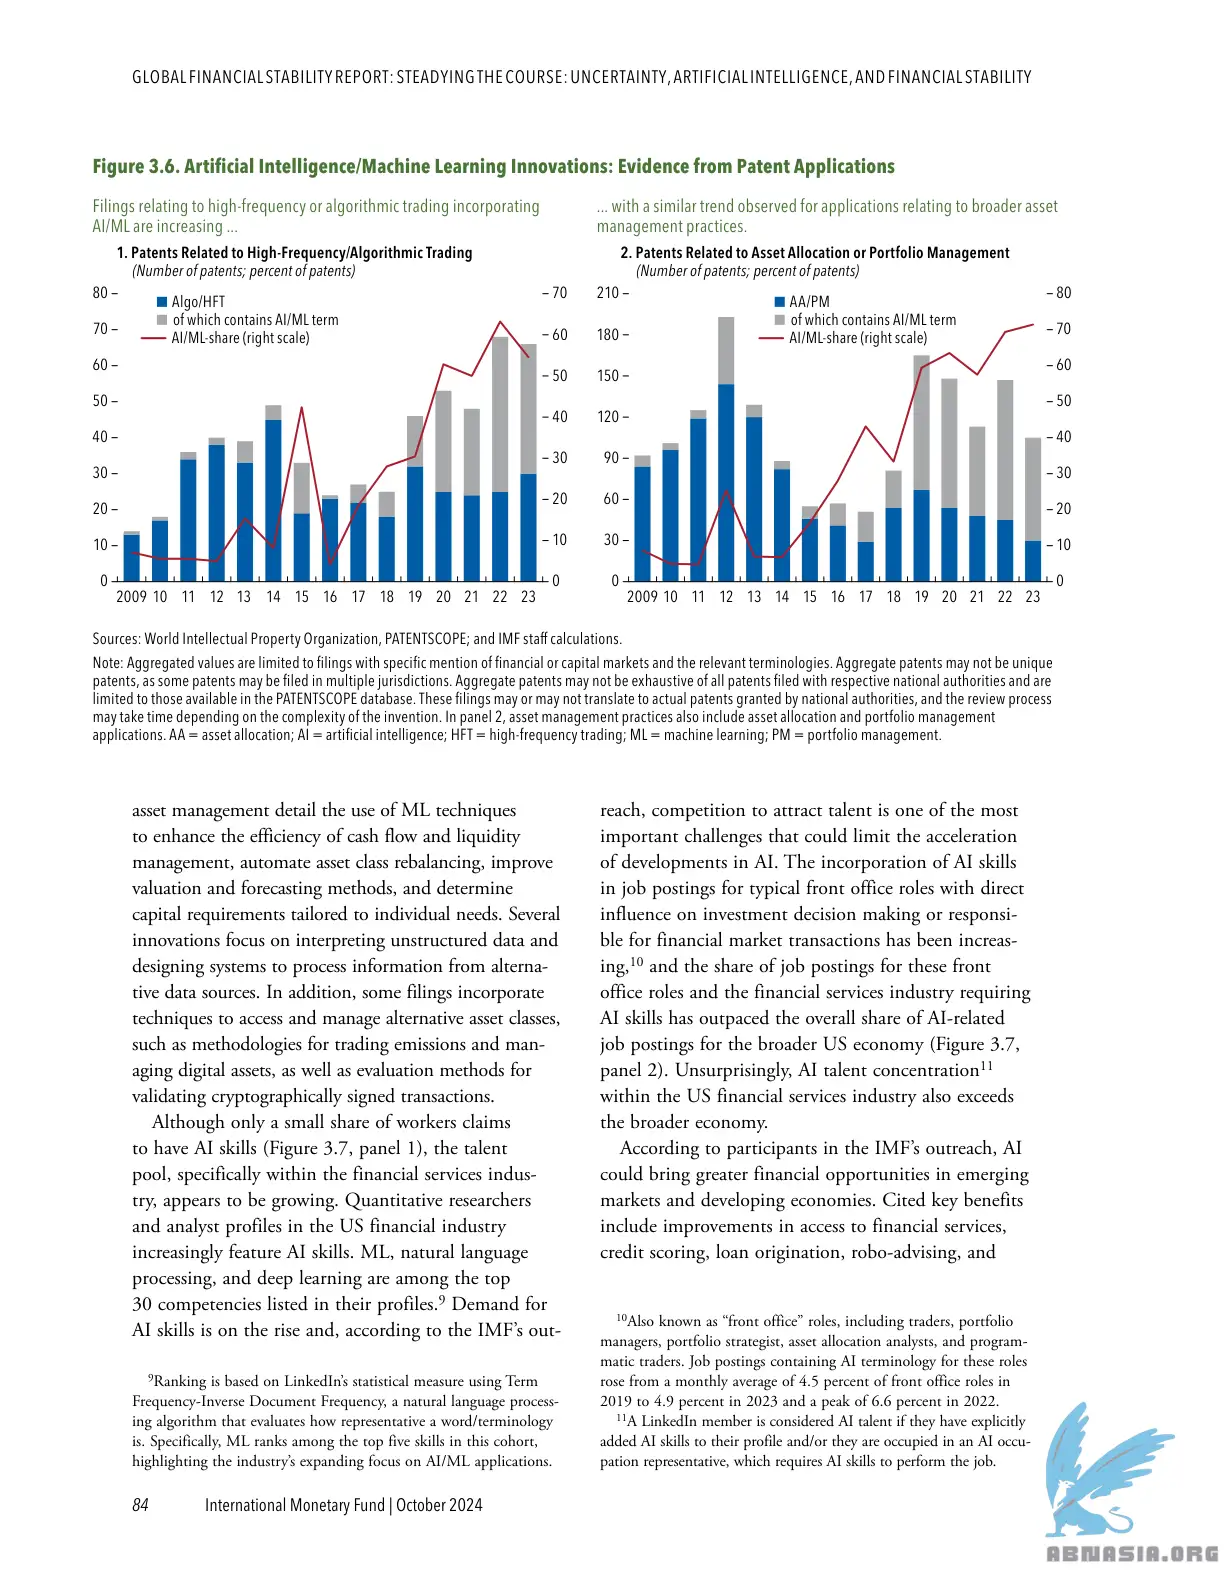 GLOBAL FINANCIAL STABILITY REPORT: STEADYING THE COURSE: UNCERTAINTY, ARTIFICIAL INTELLIGENCE, AND FINANCIAL STABILITY
Figure 3.6. Artificial Intelligence/Machine Learning Innovations: Evidence from Patent Applications
Filings relating to high-frequency or algorithmic trading incorporating
AI/ML are increasing ...
1. Patents Related to High-Frequency/Algorithmic Trading
(Number of patents; percent of patents)
80 –
70 –
60 –
50 –
40 –
30 –
20 –
10 –
0
Algo/HFT
of which contains AI/ML term
AI/ML-share (right scale)
– 70
– 60
– 50
– 40
– 30
– 20
– 10
0
2009 10 11 12 13 14 15 16 17 18 19 20 21 22 23
... with a similar trend observed for applications relating to broader asset
management practices.
2. Patents Related to Asset Allocation or Portfolio Management
(Number of patents; percent of patents)
210 –
180 –
150 –
120 –
90 –
60 –
30 –
0
AA/PM
of which contains AI/ML term
AI/ML-share (right scale)
– 80
– 70
– 60
– 50
– 40
– 30
– 20
– 10
0
2009 10 11 12 13 14 15 16 17 18 19 20 21 22 23
Sources: World Intellectual Property Organization, PATENTSCOPE; and IMF staff calculations.
Note: Aggregated values are limited to filings with specific mention of financial or capital markets and the relevant terminologies. Aggregate patents may not be unique
patents, as some patents may be filed in multiple jurisdictions. Aggregate patents may not be exhaustive of all patents filed with respective national authorities and are
limited to those available in the PATENTSCOPE database. These filings may or may not translate to actual patents granted by national authorities, and the review process
may take time depending on the complexity of the invention. In panel 2, asset management practices also include asset allocation and portfolio management
applications. AA = asset allocation; AI = artificial intelligence; HFT = high-frequency trading; ML = machine learning; PM = portfolio management.
asset management detail the use of ML techniques
to enhance the efficiency of cash flow and liquidity
management, automate asset class rebalancing, improve
valuation and forecasting methods, and determine
capital requirements tailored to individual needs. Several
innovations focus on interpreting unstructured data and
designing systems to process information from alterna-
tive data sources. In addition, some filings incorporate
techniques to access and manage alternative asset classes,
such as methodologies for trading emissions and man-
aging digital assets, as well as evaluation methods for
validating cryptographically signed transactions.
Although only a small share of workers claims
to have AI skills (Figure 3.7, panel 1), the talent
pool, specifically within the financial services indus-
try, appears to be growing. Quantitative researchers
and analyst profiles in the US financial industry
increasingly feature AI skills. ML, natural language
processing, and deep learning are among the top
30 competencies listed in their profiles.9 Demand for
AI skills is on the rise and, according to the IMF's out-
9Ranking is based on LinkedIn's statistical measure using Term
Frequency-Inverse Document Frequency, a natural language process-
ing algorithm that evaluates how representative a word/terminology
is. Specifically, ML ranks among the top five skills in this cohort,
highlighting the industry's expanding focus on AI/ML applications.
reach, competition to attract talent is one of the most
important challenges that could limit the acceleration
of developments in AI. The incorporation of AI skills
in job postings for typical front office roles with direct
influence on investment decision making or responsi-
ble for financial market transactions has been increas-
ing,10 and the share of job postings for these front
office roles and the financial services industry requiring
AI skills has outpaced the overall share of AI-related
job postings for the broader US economy (Figure 3.7,
panel 2). Unsurprisingly, AI talent concentration11
within the US financial services industry also exceeds
the broader economy.
According to participants in the IMF's outreach, AI
could bring greater financial opportunities in emerging
markets and developing economies. Cited key benefits
include improvements in access to financial services,
credit scoring, loan origination, robo-advising, and
10Also known as “front office” roles, including traders, portfolio
managers, portfolio strategist, asset allocation analysts, and program-
matic traders. Job postings containing AI terminology for these roles
rose from a monthly average of 4.5 percent of front office roles in
2019 to 4.9 percent in 2023 and a peak of 6.6 percent in 2022.
11A LinkedIn member is considered AI talent if they have explicitly
added AI skills to their profile and/or they are occupied in an AI occu-
pation representative, which requires AI skills to perform the job.
84 International Monetary Fund | October 2024
ABNASIA.ORG